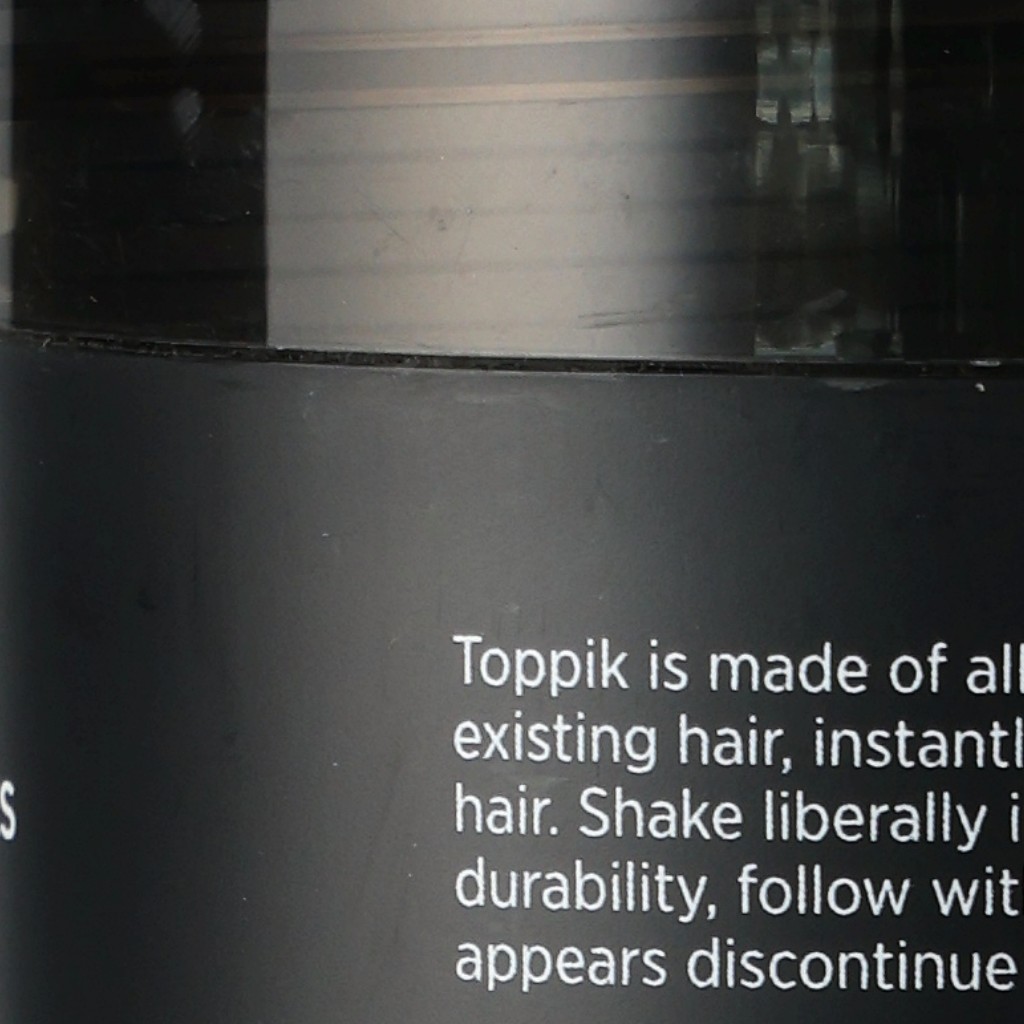 Toppik is made of all
existing hair, instantl
hair. Shake liberally i
durability, follow wit
appears discontinue
s